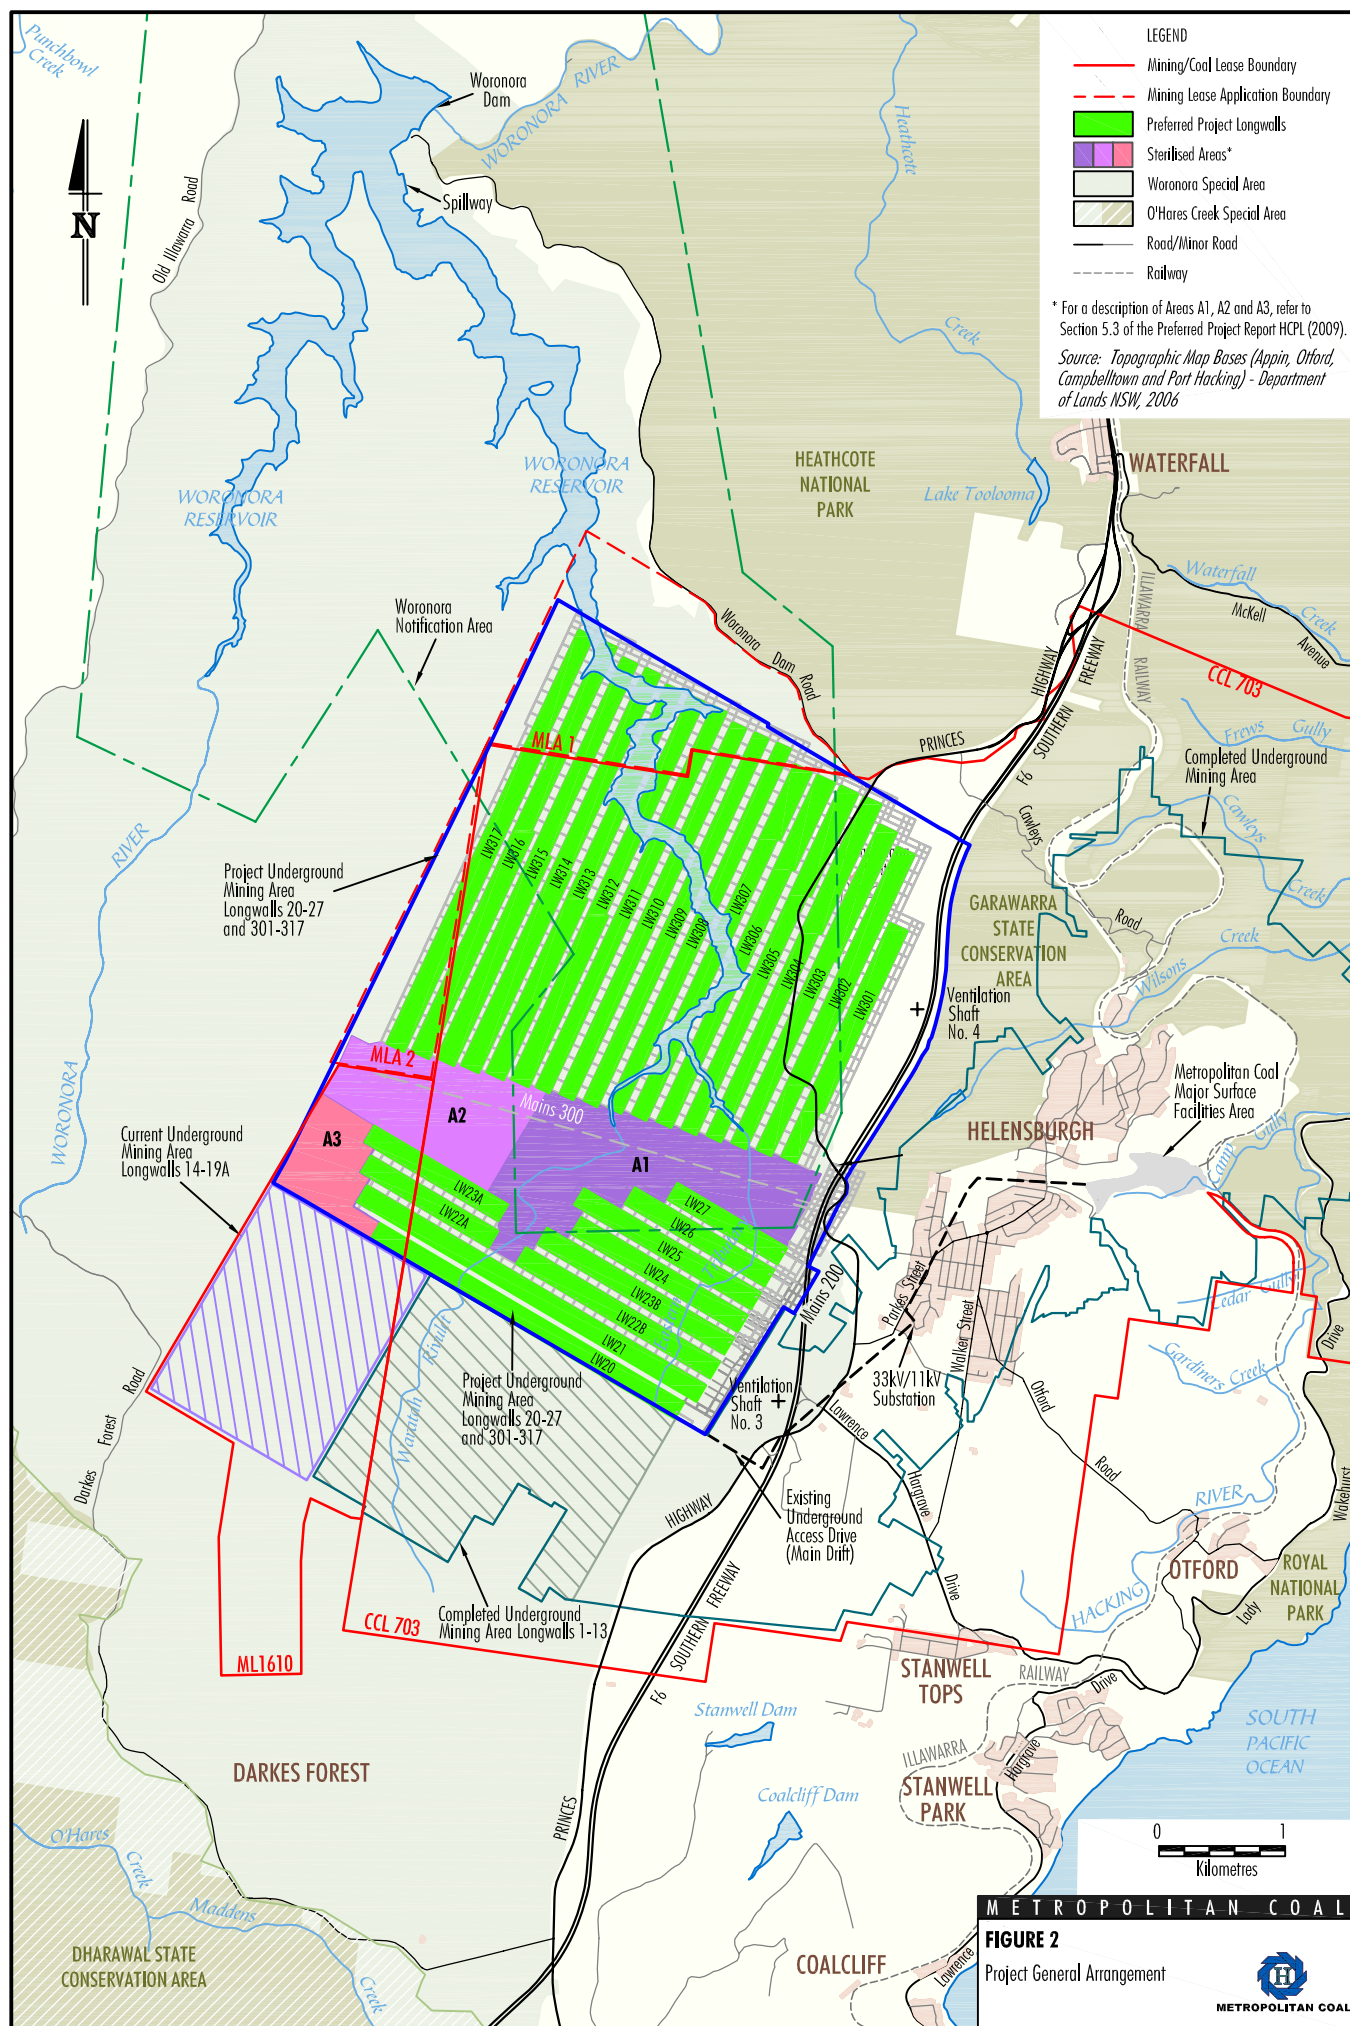 Punchbowl
Creek
Woronora
Dam
WORONORA RIVER
Heathcote
Creek
LEGEND
Mining/Coal Lease Boundary
Mining Lease Application Boundary
Preferred Project Longwalls
Sterilised Areas*
Woronora Special Area
O'Hares Creek Special Area
Road/Minor Road
Railway
* For a description of Areas A1, A2 and A3, refer to
Section 5.3 of the Preferred Project Report HCPL (2009).
Source: Topographic Map Bases (Appin, Otford,
Campbelltown and Port Hacking) - Department
of Lands NSW, 2006
N
Old Illawarra Road
Spillway
WORONORA
RESERVOIR
WORONORA
RESERVOIR
HEATHCOTE
NATIONAL
PARK
Lake Toolooma
WATERFALL
ILLAWARRA RAILWAY
Waterfall
Creek
McKell
Avenue
Woronora
Notification Area
Woronora Dam Road
HIGHWAY
FREEWAY
CCL 703
PRINCES
F6 SOUTHERN
Frews Gully
Completed Underground
Mining Area
MLA 1
Cawleys
Road
Cawleys
Creek
RIVER
Project Underground
Mining Area
Longwalls 20-27
and 301-317
LW317
LW316
LW315
LW314
LW313
LW312
LW311
LW310
LW309
LW308
LW307
LW306
LW305
LW304
LW303
LW302
LW301
GARAWARRA
STATE
CONSERVATION
AREA
Wilsons
Creek
Ventilation
Shaft
No. 4
WORONORA
MLA 2
Metropolitan Coal
Major Surface
Facilities Area
Camp
Gully
A2
Mains 300
A3
A1
HELENSBURGH
Current Underground
Mining Area
Longwalls 14-19A
LW23A
LW22A
LW27
LW26
LW25
LW24
LW23B
LW22B
LW21
LW20
Mains 200
Parkes Street
Walker Street
Cedar Gully
Gardiners Creek
Drive
Waratah Rivulet
Project Underground
Mining Area
Longwalls 20-27
and 301-317
Ventilation
Shaft
No. 3
33kV/11kV
Substation
Lawrence
Hargrave
Drive
Otford
Road
Darkes Forest Road
HIGHWAY
Existing
Underground
Access Drive
(Main Drift)
RIVER
Wakehurst
FREEWAY
OTFORD
ROYAL
NATIONAL
PARK
HACKING
Lady
Completed Underground
Mining Area Longwalls 1-13
CCL 703
ML1610
F6 SOUTHERN
STANWELL
TOPS
RAILWAY
Drive
Stanwell Dam
ILLAWARRA
Hargrave
SOUTH
PACIFIC
OCEAN
DARKES FOREST
STANWELL
PARK
Coalcliff Dam
PRINCES
O'Hares
Creek
0 1
Kilometres
Maddens
Creek
DHARAWAL STATE
CONSERVATION AREA
COALCLIFF
Lawrence
METROPOLITAN COAL
FIGURE 2
Project General Arrangement
H
METROPOLITAN COAL